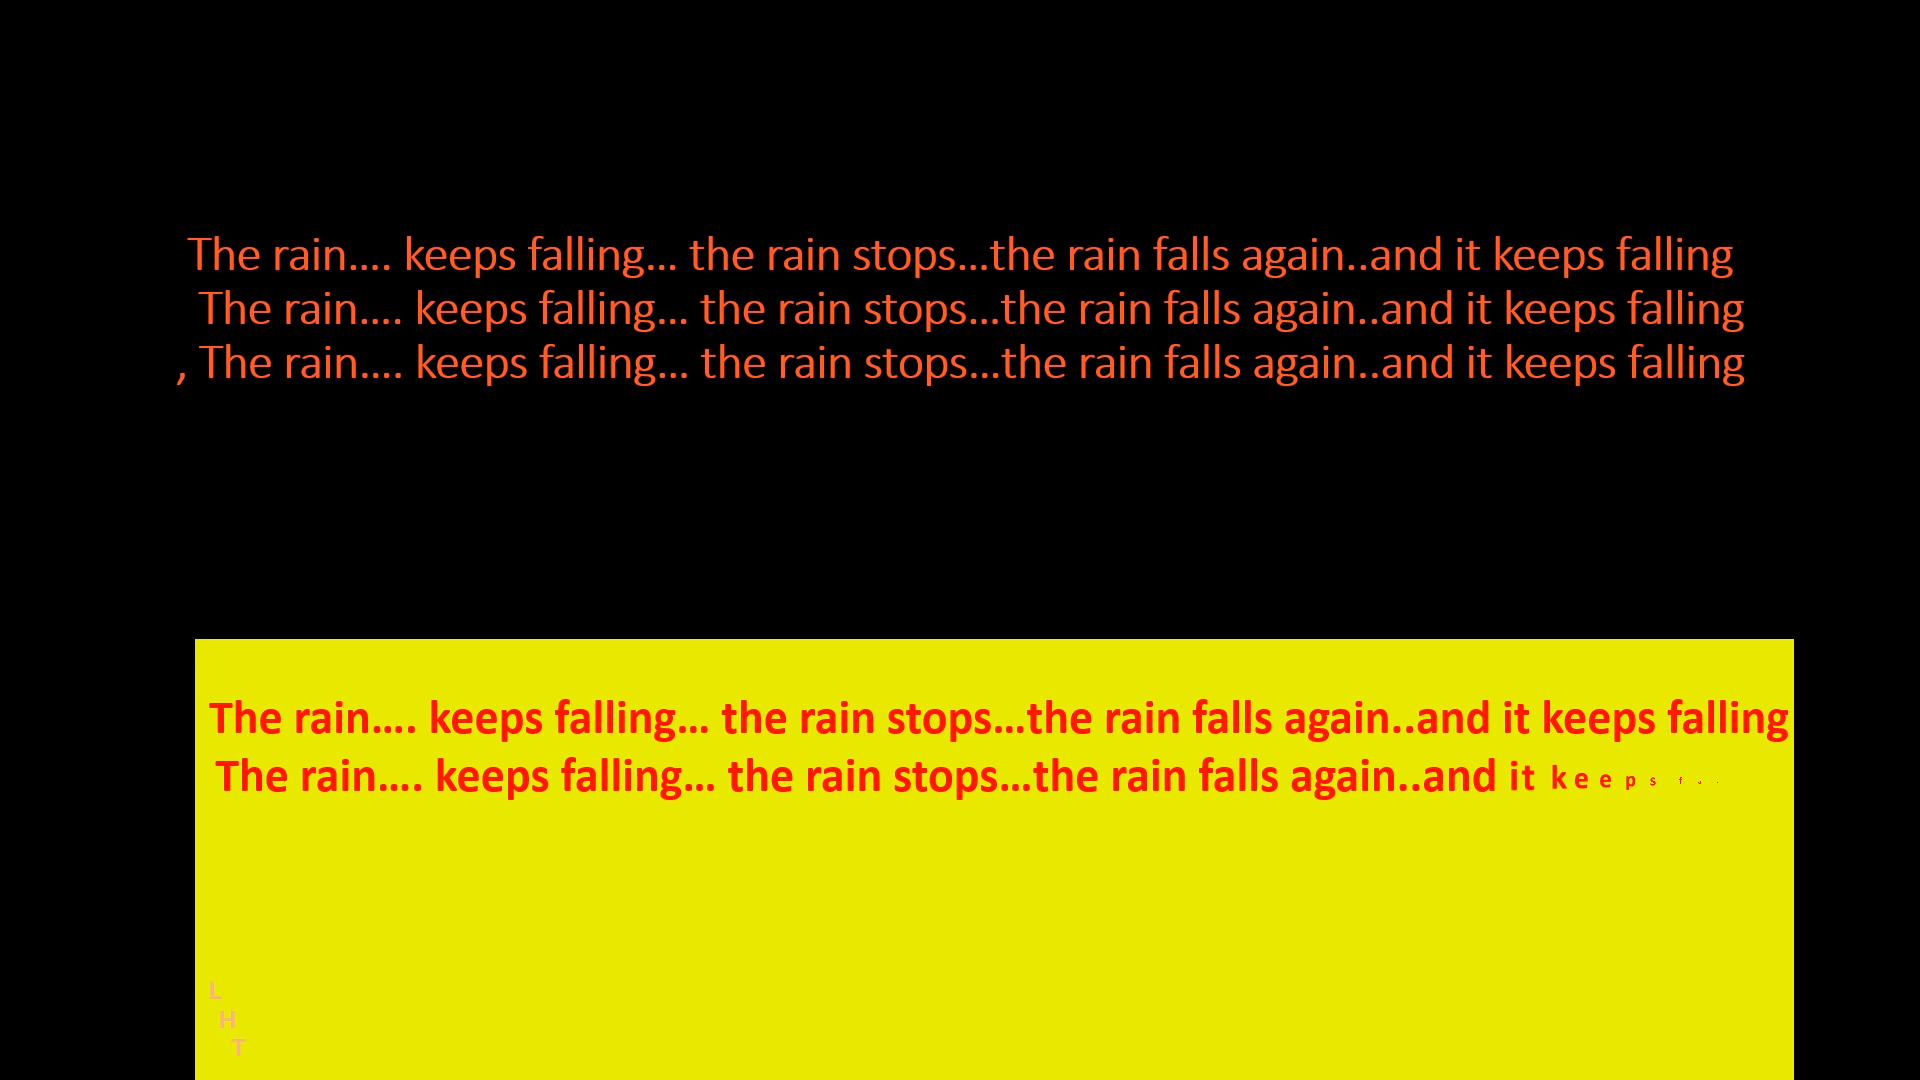 The rain.... keeps falling... the rain stops...the rain falls again..and it keeps falling
The rain.... keeps falling... the rain stops...the rain falls again..and it keeps falling
, The rain.... keeps falling... the rain stops...the rain falls again..and it keeps falling
The rain.... keeps falling... the rain stops...the rain falls again..and it keeps falling
The rain.... keeps falling... the rain stops...the rain falls again..and it keeps
L
H
T